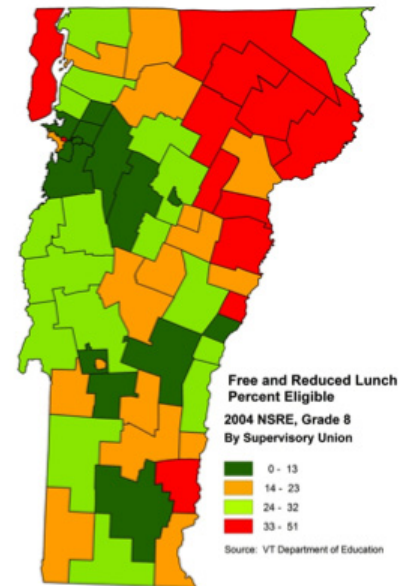 Free and Reduced Lunch
Percent Eligible
2004 NSRE, Grade 8
By Supervisory Union
0 - 13
14 - 23
24 - 32
33 - 51
Source: VT Department of Education